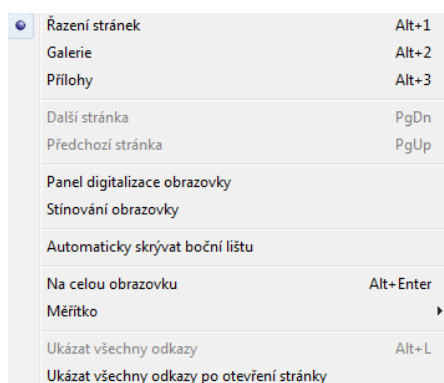 Řazení stránek Alt+1
Galerie Alt+2
Přílohy Alt+3
Další stránka PgDn
Předchozí stránka PgUp
Panel digitalizace obrazovky
Stínování obrazovky
Automaticky skrývat boční lištu
Na celou obrazovku Alt+Enter
Měřítko
Ukázat všechny odkazy Alt+L
Ukázat všechny odkazy po otevření stránky